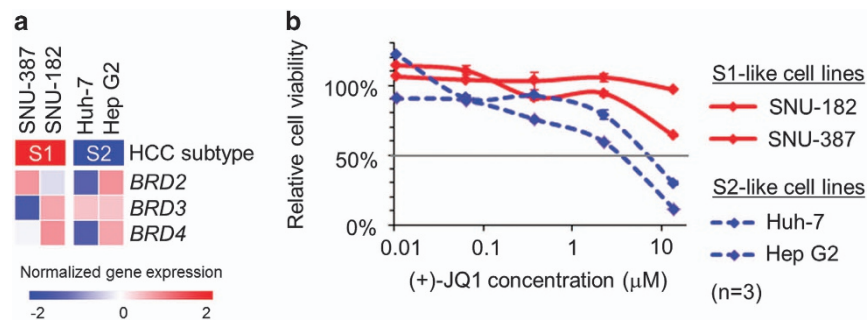 a
SNU-387
SNU-182
Huh-7
Hep G2
S1 S2 HCC subtype
BRD2
BRD3
BRD4
Normalized gene expression
-2 0 2
b
Relative cell viability
100%
50%
0%
0.01 0.1 1 10
(+)-JQ1 concentration (μM)
S1-like cell lines
SNU-182
SNU-387
S2-like cell lines
Huh-7
Hep G2
(n=3)